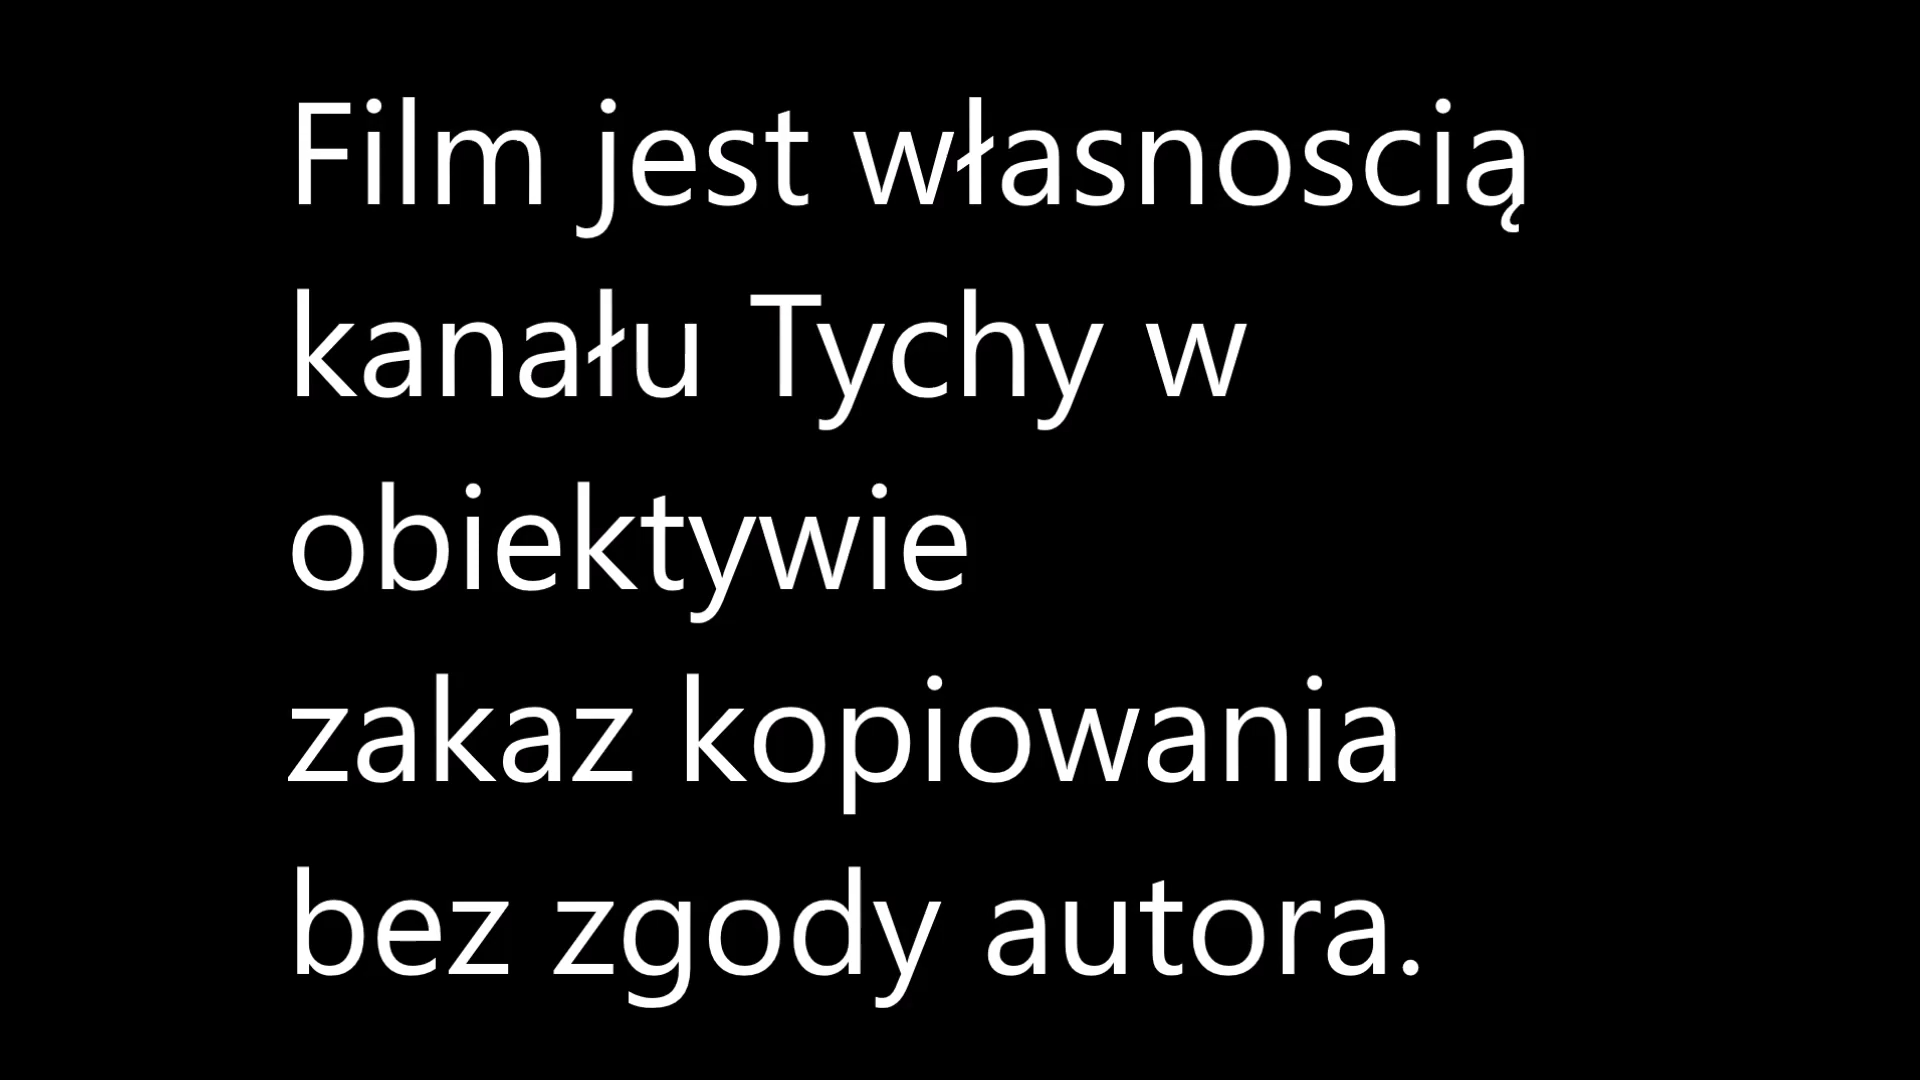 Film jest własnoscią
kanału Tychy w
obiektywie
zakaz kopiowania
bez zgody autora.